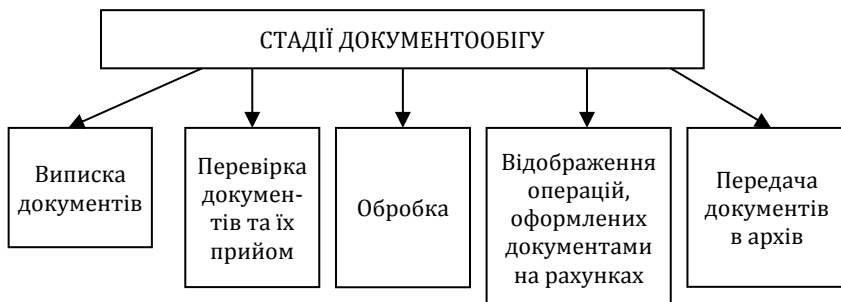 СТАДІЇ ДОКУМЕНТООБІГУ
Виписка
документів
Перевірка
докумен-
тів та їх
прийом
Обробка
Відображення
операцій,
оформлених
документами
на рахунках
Передача
документів
в архів